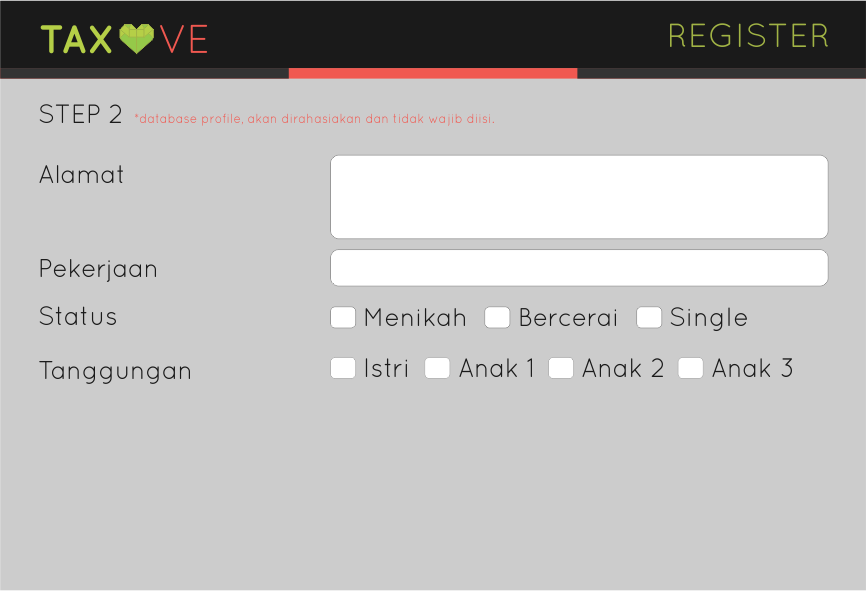 TAX VE
REGISTER
STEP 2 *database profile, akan dirahasiakan dan tidak wajib diisi.
Alamat
Pekerjaan
Status Menikah Bercerai Single
Tanggungan Istri Anak 1 Anak 2 Anak 3